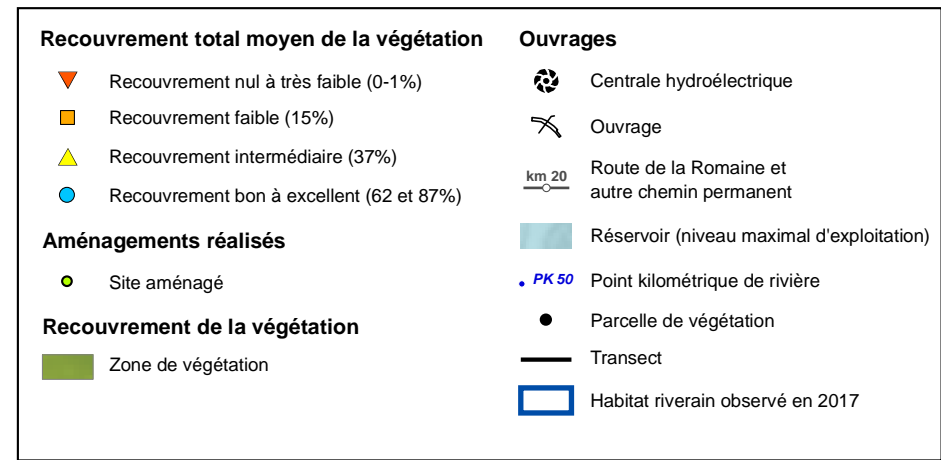 Recouvrement total moyen de la végétation
Recouvrement nul à très faible (0-1%)
Recouvrement faible (15%)
Recouvrement intermédiaire (37%)
Recouvrement bon à excellent (62 et 87%)
Aménagements réalisés
Site aménagé
Recouvrement de la végétation
Zone de végétation
Ouvrages
Centrale hydroélectrique
Ouvrage
km 20
Route de la Romaine et
autre chemin permanent
Réservoir (niveau maximal d'exploitation)
PK 50 Point kilométrique de rivière
Parcelle de végétation
Transect
Habitat riverain observé en 2017